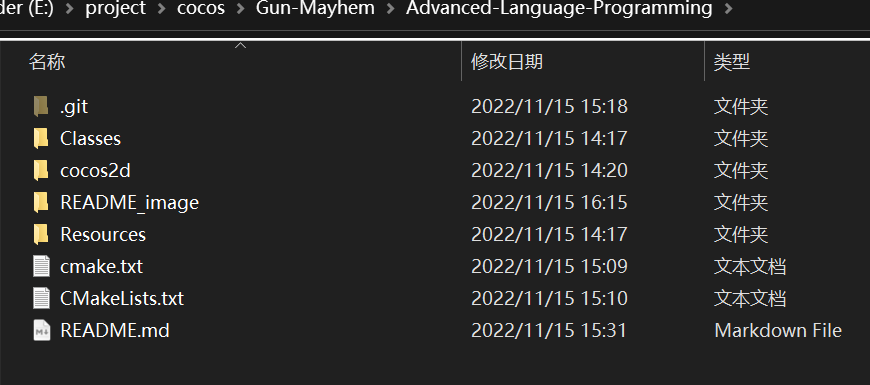 der (E:) > project > cocos > Gun-Mayhem > Advanced-Language-Programming >
名称 修改日期 类型
.git 2022/11/15 15:18 文件夹
Classes 2022/11/15 14:17 文件夹
cocos2d 2022/11/15 14:20 文件夹
README_image 2022/11/15 16:15 文件夹
Resources 2022/11/15 14:17 文件夹
cmake.txt 2022/11/15 15:09 文本文档
CMakeLists.txt 2022/11/15 15:10 文本文档
README.md 2022/11/15 15:31 Markdown File